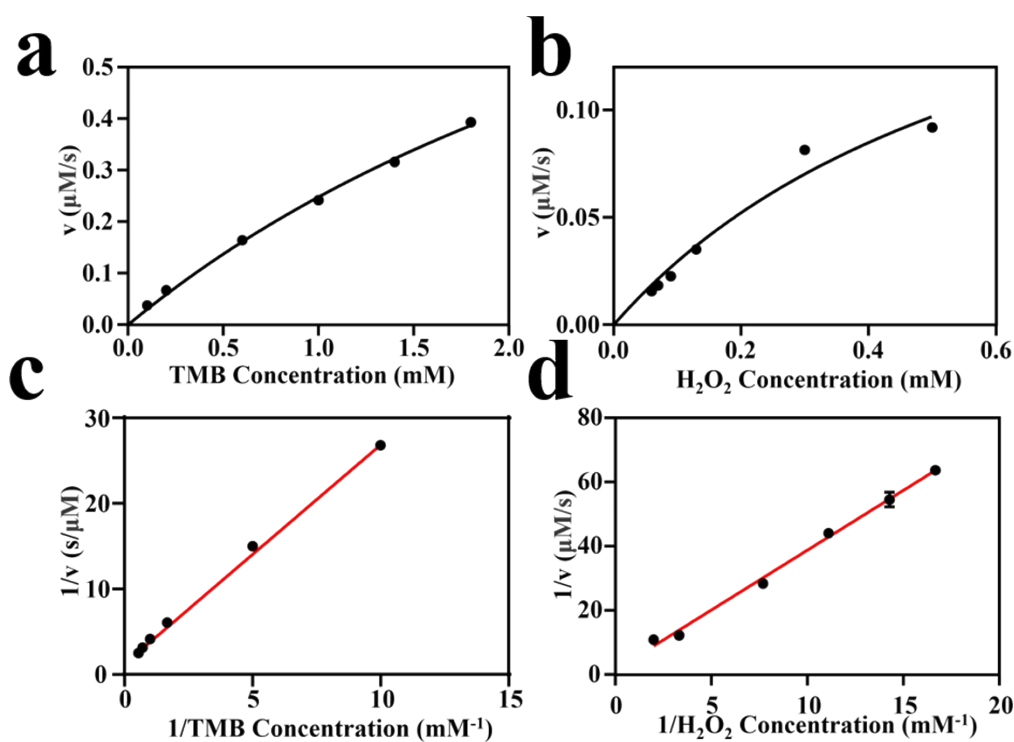 a
0.5
0.4
0.3
0.2
0.1
0.0
v (μM/s)
0.0 0.5 1.0 1.5 2.0
TMB Concentration (mM)
b
0.10
0.05
0.00
v (μM/s)
0.0 0.2 0.4 0.6
H₂O₂ Concentration (mM)
c
30
20
10
0
1/v (s/μM)
0 5 10 15
1/TMB Concentration (mM⁻¹)
d
80
60
40
20
0
1/v (μM/s)
0 5 10 15 20
1/H₂O₂ Concentration (mM⁻¹)